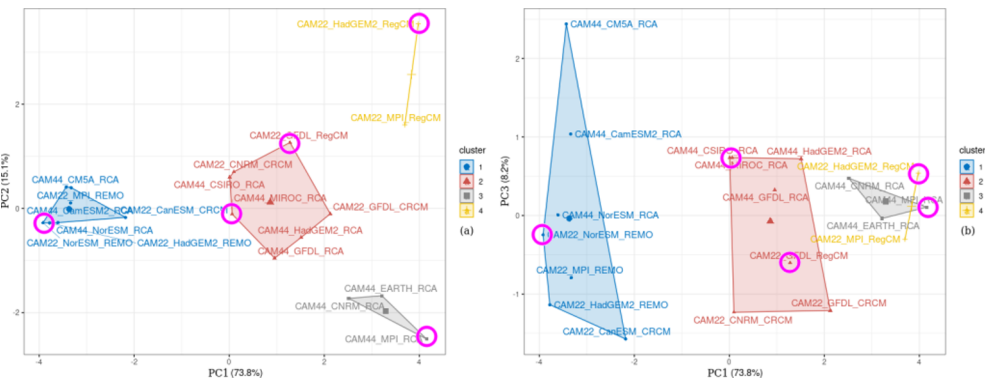 CAM22_HadGEM2_RegCM
CAM22_MPI_RegCM
CAM22_GFDL_RegCM
CAM22_CNRM_CRCM
CAM44_CSIRO_RCA
CAM44_MIROC_RCA
CAM22_GFDL_CRCM
CAM44_HadGEM2_RCA
CAM44_GFDL_RCA
CAM44_CM5A_RCA
CAM22_MPI_REMO
CAM44_CamESM2_RCA
CAM22_CanESM_CRCM
CAM44_NorESM_RCA
CAM22_NorESM_REMO
CAM22_HadGEM2_REMO
CAM44_EARTH_RCA
CAM44_CNRM_RCA
CAM44_MPI_RCA
PC2 (15.1%)
2
0
-2
-4
-2
0
2
4
PC1 (73.8%)
cluster
1
2
3
4
(a)
CAM44_CM5A_RCA
CAM44_CamESM2_RCA
CAM44_NorESM_RCA
CAM22_NorESM_REMO
CAM22_MPI_REMO
CAM22_HadGEM2_REMO
CAM22_CanESM_CRCM
CAM44_CSIRO_RCA
CAM44_HadGEM2_RCA
CAM44_MIROC_RCA
CAM22_HadGEM2_RegCM
CAM44_GFDL_RCA
CAM44_CNRM_RCA
CAM44_MPI_RCA
CAM44_EARTH_RCA
CAM22_MPI_RegCM
CAM22_GFDL_RegCM
CAM22_GFDL_CRCM
CAM22_CNRM_CRCM
PC3 (8.2%)
2
1
0
-1
-4
-2
0
2
4
PC1 (73.8%)
cluster
1
2
3
4
(b)